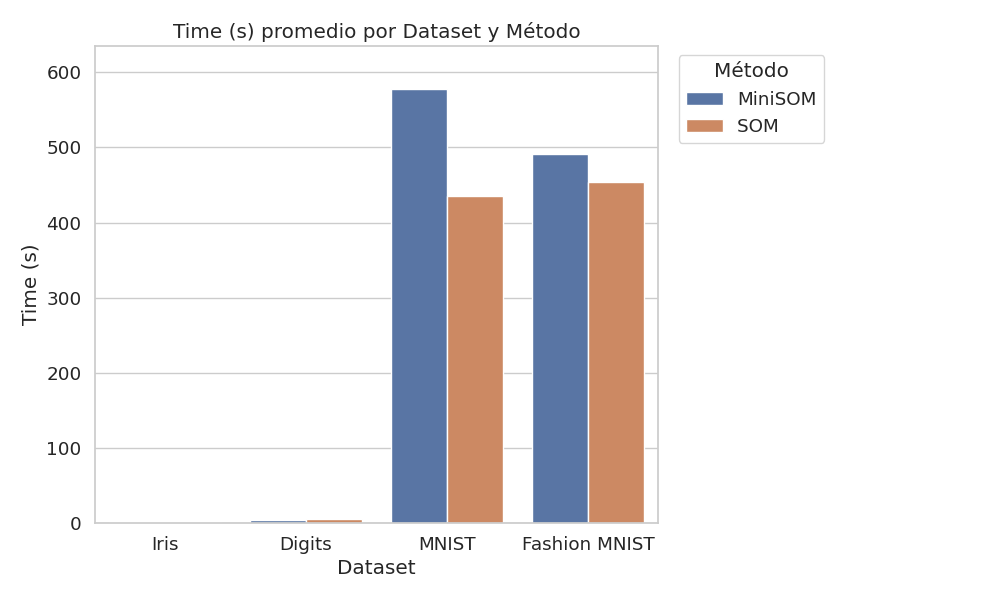 Time (s) promedio por Dataset y Método
Método
MiniSOM
SOM
Time (s)
600
500
400
300
200
100
0
Iris
Digits
MNIST
Fashion MNIST
Dataset